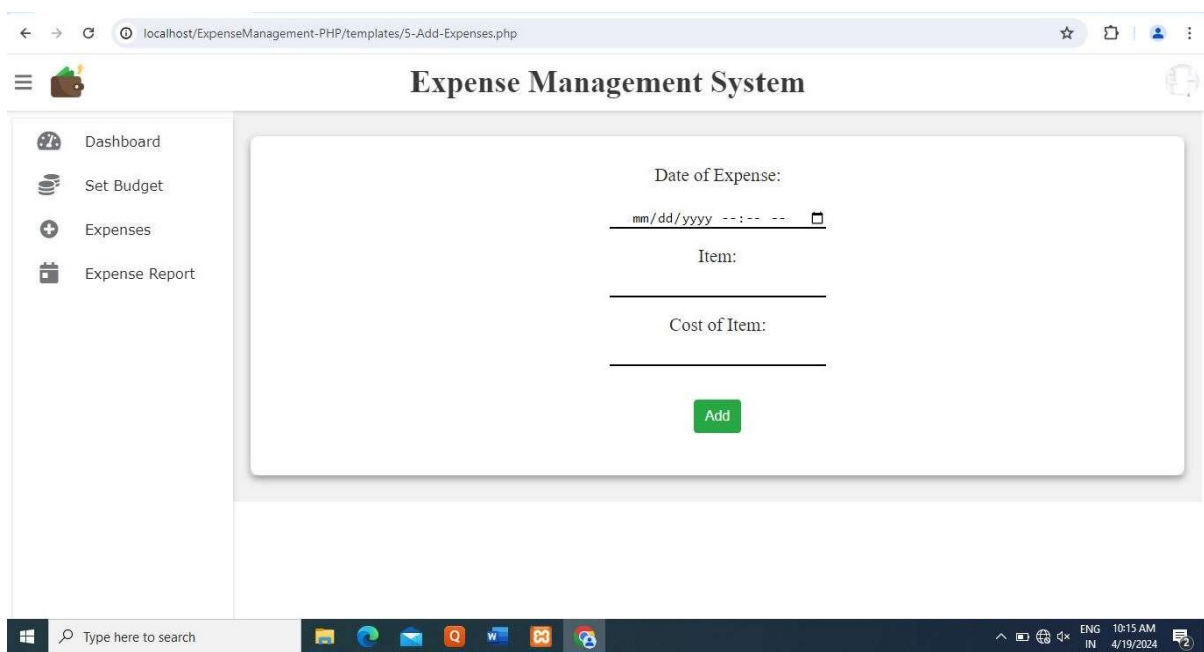 localhost/ExpenseManagement-PHP/templates/5-Add-Expenses.php
Expense Management System
Dashboard
Set Budget
Expenses
Expense Report
Date of Expense:
mm/dd/yyyy --:-- --
Item:
Cost of Item:
Add
Type here to search
Q
W
ENG 10:15 AM
IN 4/19/2024
2